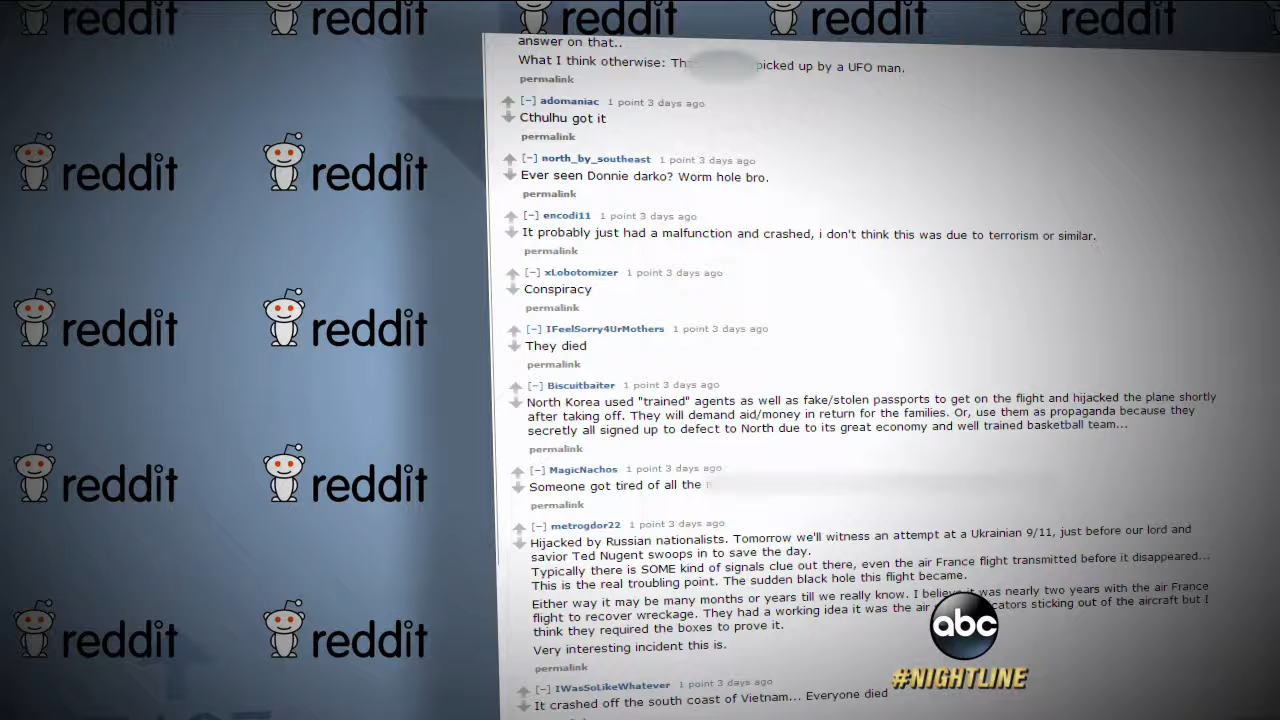 reddit
reddit
reddit
reddit
reddit
answer on that..
What I think otherwise: picked up by a UFO man.
permalink
[-] adomaniac 1 point 3 days ago
Cthulhu got it
permalink
[-] north_by_southeast 1 point 3 days ago
Ever seen Donnie darko? Worm hole bro.
permalink
[-] encodi11 1 point 3 days ago
It probably just had a malfunction and crashed, i don't think this was due to terrorism or similar.
permalink
[-] xLobotomizer 1 point 3 days ago
Conspiracy
permalink
[-] IFeelSorry4UrMothers 1 point 3 days ago
They died
permalink
[-] Biscuitbaiter 1 point 3 days ago
North Korea used "trained" agents as well as fake/stolen passports to get on the flight and hijacked the plane shortly
after taking off. They will demand aid/money in return for the families. Or, use them as propaganda because they
secretly all signed up to defect to North due to its great economy and well trained basketball team...
permalink
[-] MagicNachos 1 point 3 days ago
Someone got tired of all the
permalink
[-] metrogdor22 1 point 3 days ago
Hijacked by Russian nationalists. Tomorrow we'll witness an attempt at a Ukrainian 9/11, just before our lord and
savior Ted Nugent swoops in to save the day.
Typically there is SOME kind of signals clue out there, even the air France flight transmitted before it disappeared...
This is the real troubling point. The sudden black hole this flight became.
Either way it may be many months or years till we really know. I believe it was nearly two years with the air France
flight to recover wreckage. They had a working idea it was the air sticking out of the aircraft but I
think they required the boxes to prove it.
Very interesting incident this is.
permalink
[-] IWasSoLikeWhatever 1 point 3 days ago
It crashed off the south coast of Vietnam... Everyone died
reddit
reddit
reddit
reddit
reddit
reddit
reddit
reddit
abc
#NIGHTLINE